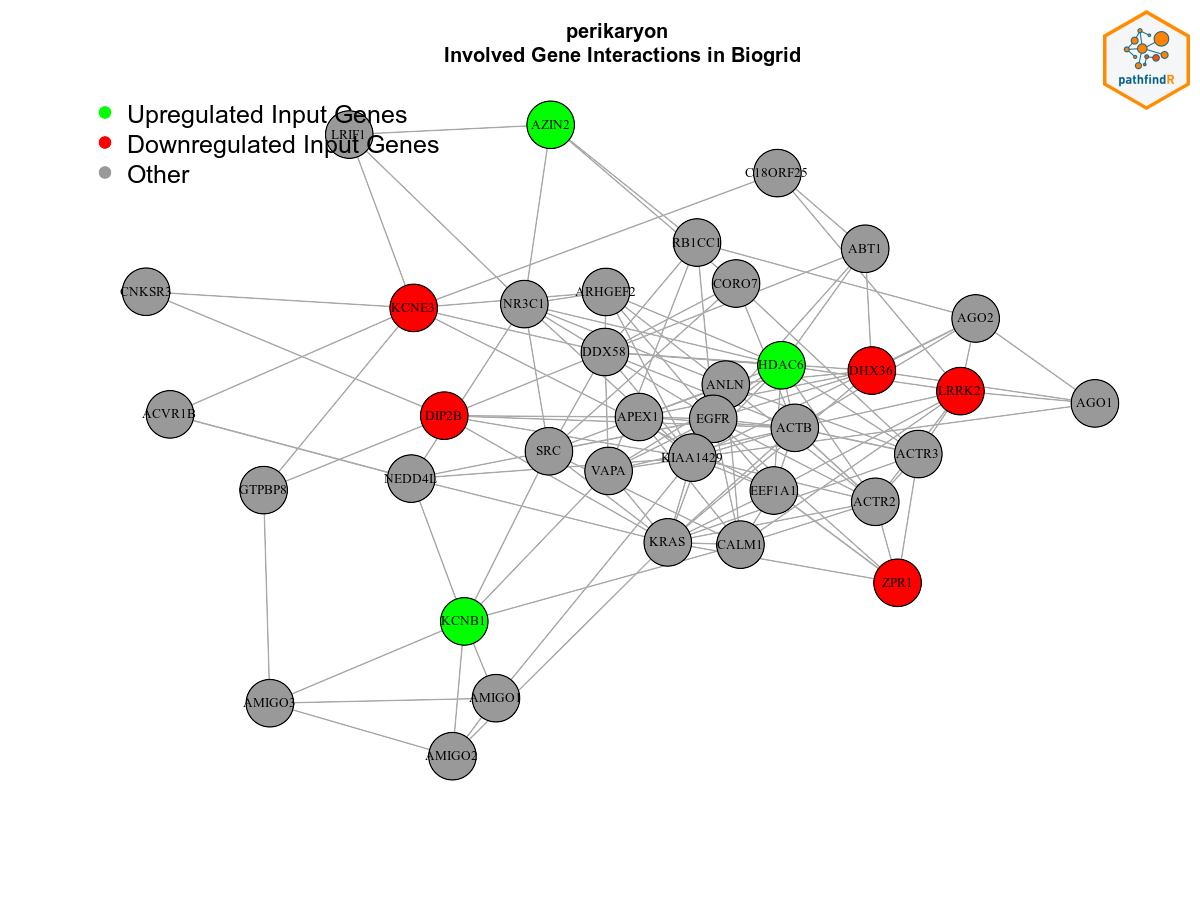 perikaryon
Involved Gene Interactions in Biogrid
pathfindR
Upregulated Input Genes
Downregulated Input Genes
Other
LRIF1
AZIN2
C18ORF25
RB1CC1
ABT1
CNKSR3
KCNE3
NR3C1
ARHGEF2
CORO7
AGO2
DDX58
HDAC6
DHX36
LRRK2
ANLN
AGO1
ACVR1B
DIP2B
APEX1
EGFR
ACTB
SRC
KIAA1429
ACTR3
GTPBP8
NEDD4L
VAPA
EEF1A1
ACTR2
KRAS
CALM1
ZPR1
KCNB1
AMIGO3
AMIGO1
AMIGO2